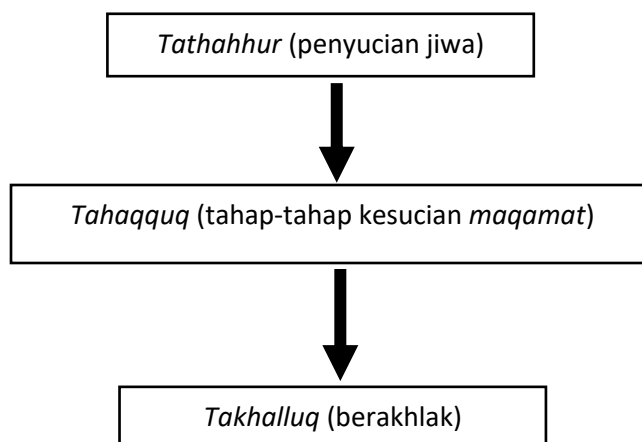 Tathahhur (penyucian jiwa)
Tahaqquq (tahap-tahap kesucian maqamat)
Takhalluq (berakhlak)